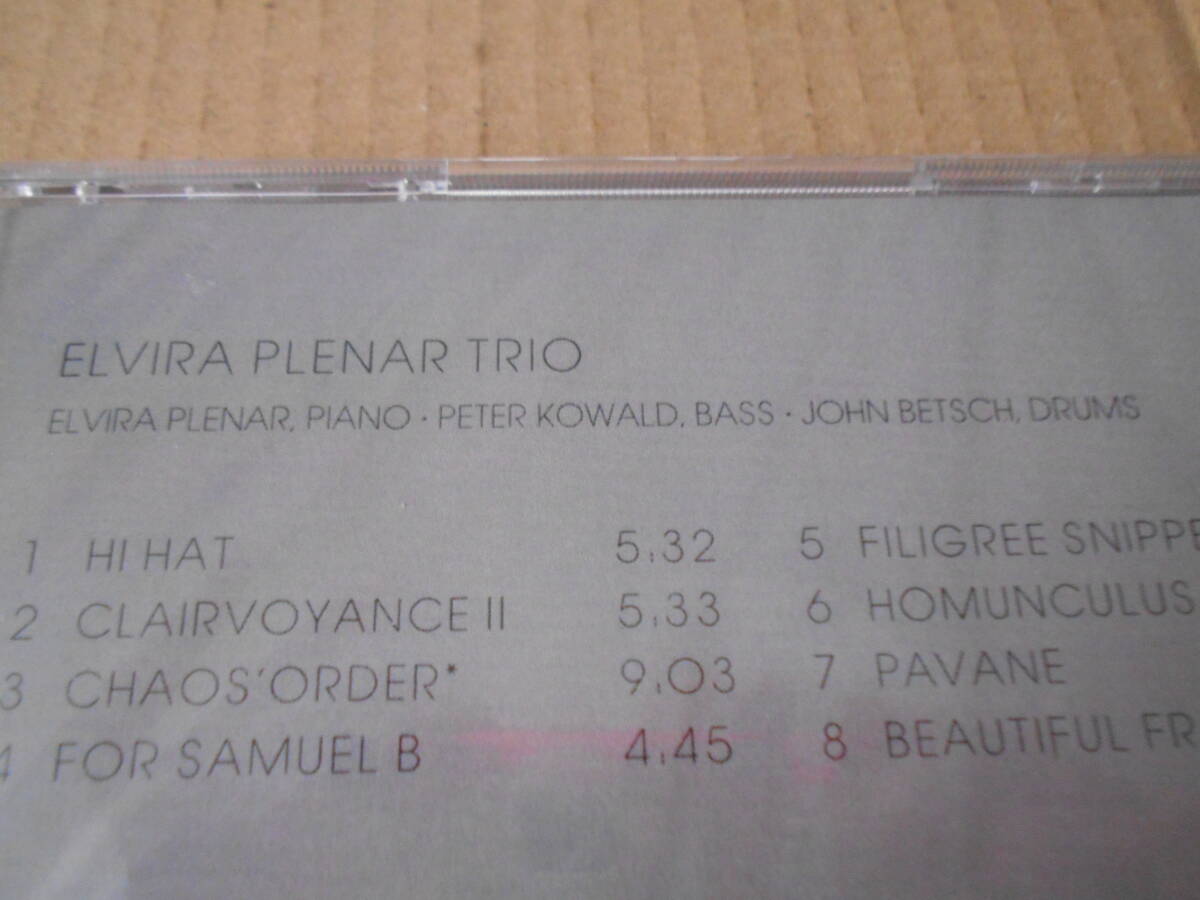 ELVIRA PLENAR TRIO
ELVIRA PLENAR, PIANO · PETER KOWALD, BASS · JOHN BETSCH, DRUMS
1 HI HAT 5.32
2 CLAIRVOYANCE II 5.33
3 CHAOS'ORDER* 9.03
4 FOR SAMUEL B 4.45
5 FILIGREE SNIPPE
6 HOMUNCULUS
7 PAVANE
8 BEAUTIFUL FR